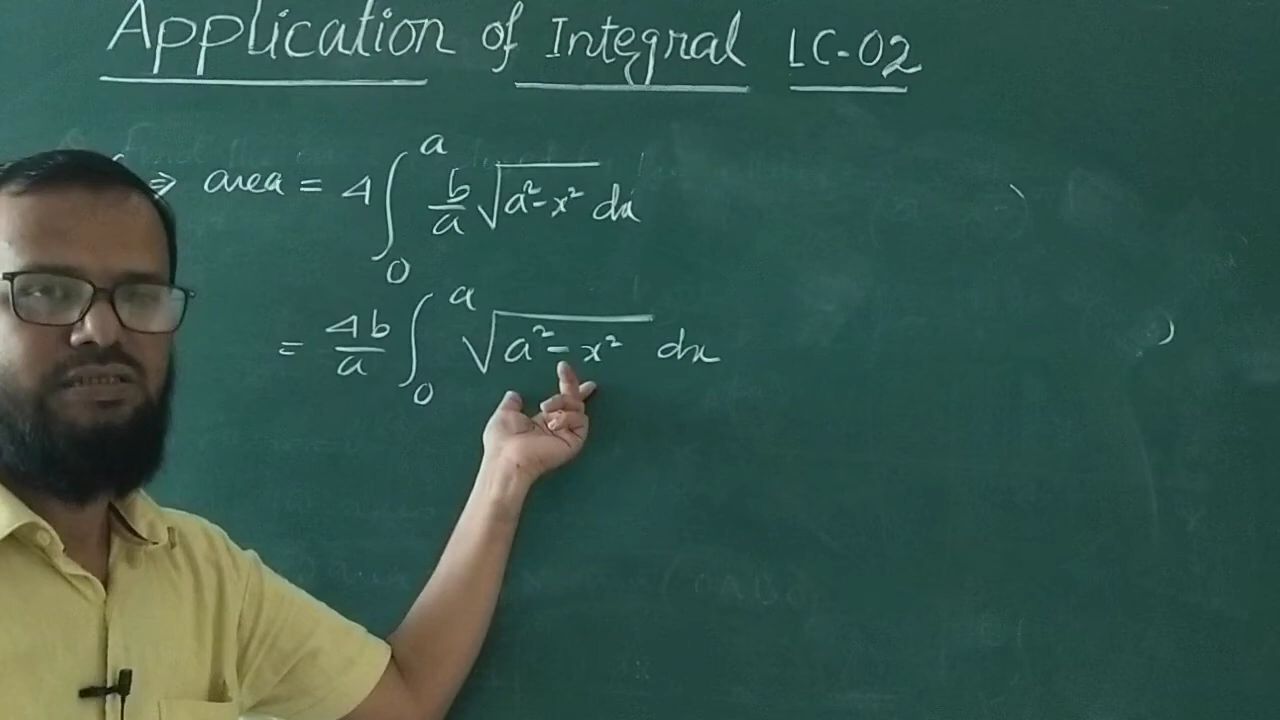 Application of Integral LC-02
⇒ area = 4∫₀ᵃ b/a √(a²-x²) dx
= 4b/a ∫₀ᵃ √(a²-x²) dx